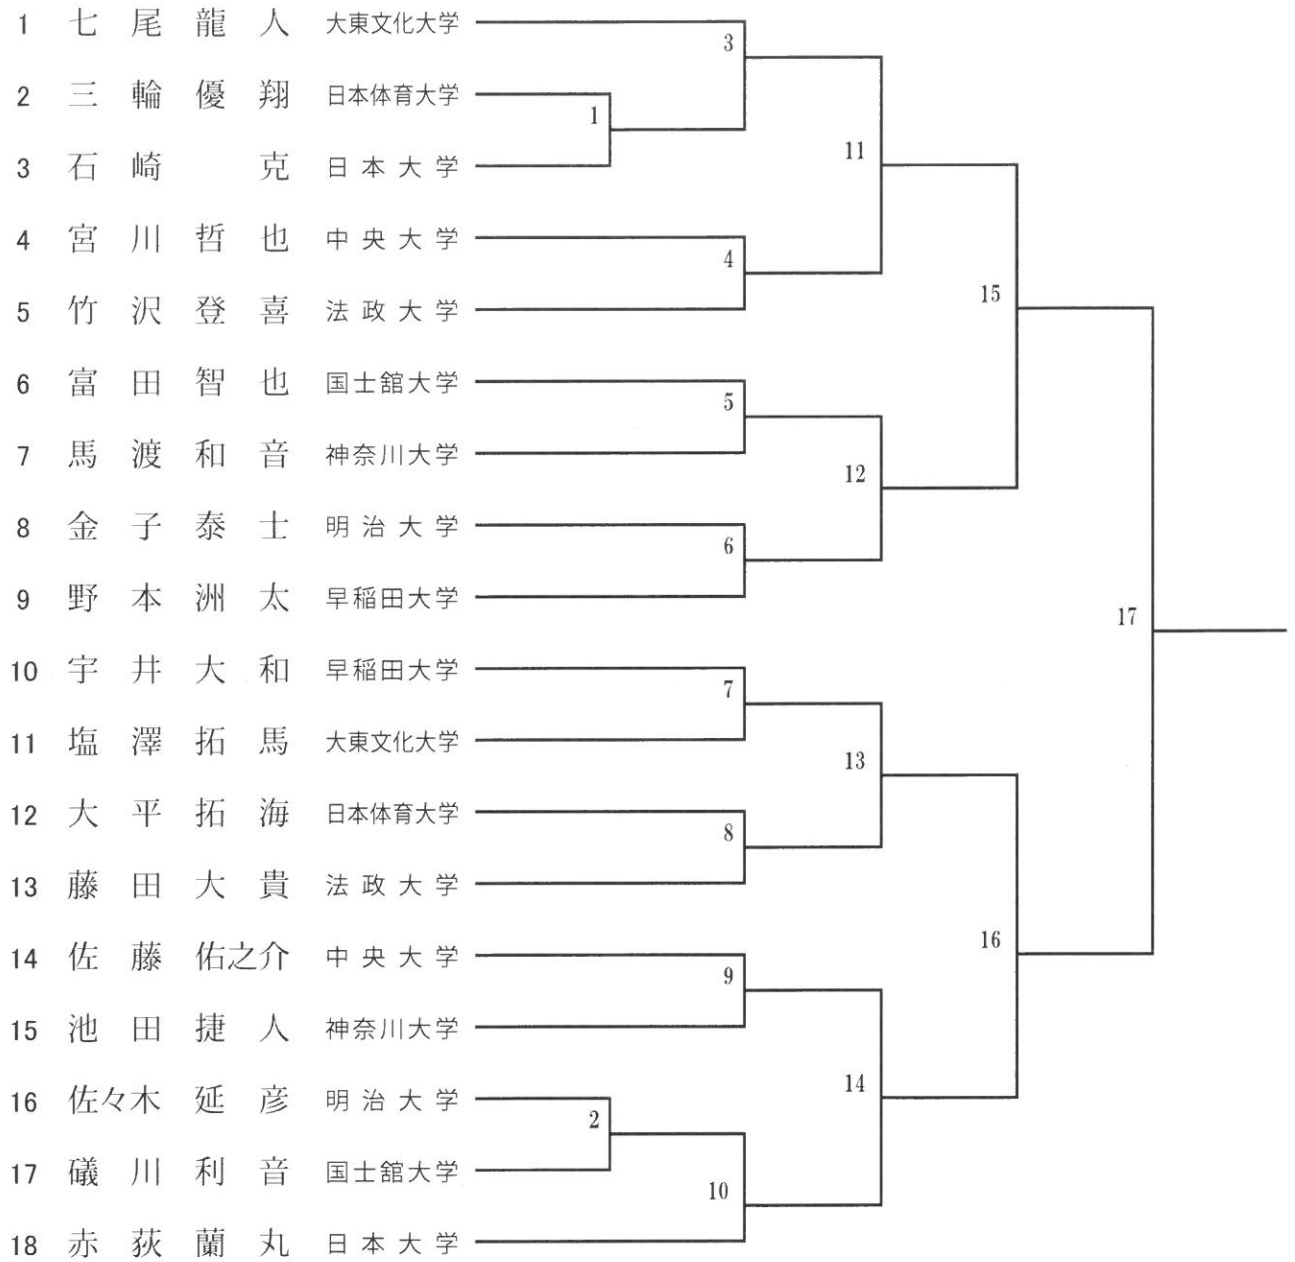 1 七尾龍人 大東文化大学
2 三輪優翔 日本体育大学
3 石崎 克 日本大学
4 宮川哲也 中央大学
5 竹沢登喜 法政大学
6 富田智也 国士舘大学
7 馬渡和音 神奈川大学
8 金子泰士 明治大学
9 野本洲太 早稲田大学
10 宇井大和 早稲田大学
11 塩澤拓馬 大東文化大学
12 大平拓海 日本体育大学
13 藤田大貴 法政大学
14 佐藤佑之介 中央大学
15 池田捷人 神奈川大学
16 佐々木延彦 明治大学
17 礒川利音 国士舘大学
18 赤荻蘭丸 日本大学
1
2
3
4
5
6
7
8
9
10
11
12
13
14
15
16
17